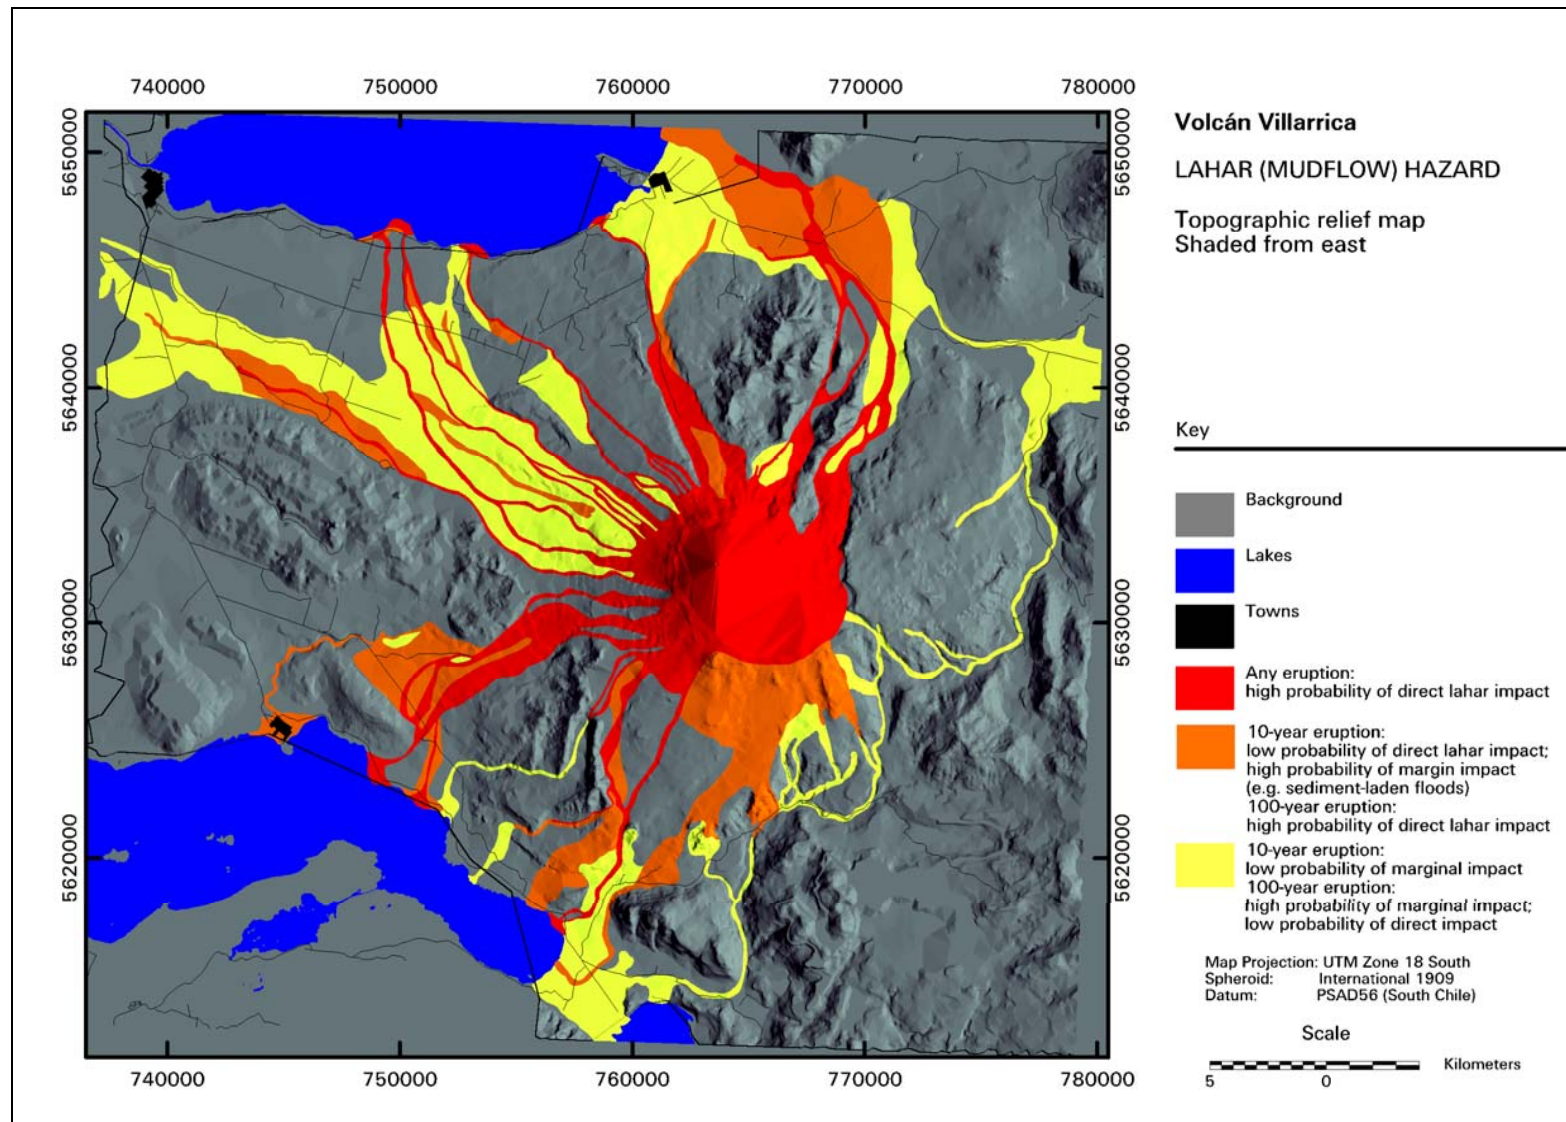 740000 750000 760000 770000 780000
5650000
5640000
5630000
5620000
5650000
5640000
5630000
5620000
740000 750000 760000 770000 780000
Volcán Villarrica
LAHAR (MUDFLOW) HAZARD
Topographic relief map
Shaded from east
Key
Background
Lakes
Towns
Any eruption:
high probability of direct lahar impact
10-year eruption:
low probability of direct lahar impact;
high probability of margin impact
(e.g. sediment-laden floods)
100-year eruption:
high probability of direct lahar impact
10-year eruption:
low probability of marginal impact
100-year eruption:
high probability of marginal impact;
low probability of direct impact
Map Projection: UTM Zone 18 South
Spheroid: International 1909
Datum: PSAD56 (South Chile)
Scale
Kilometers
5 0